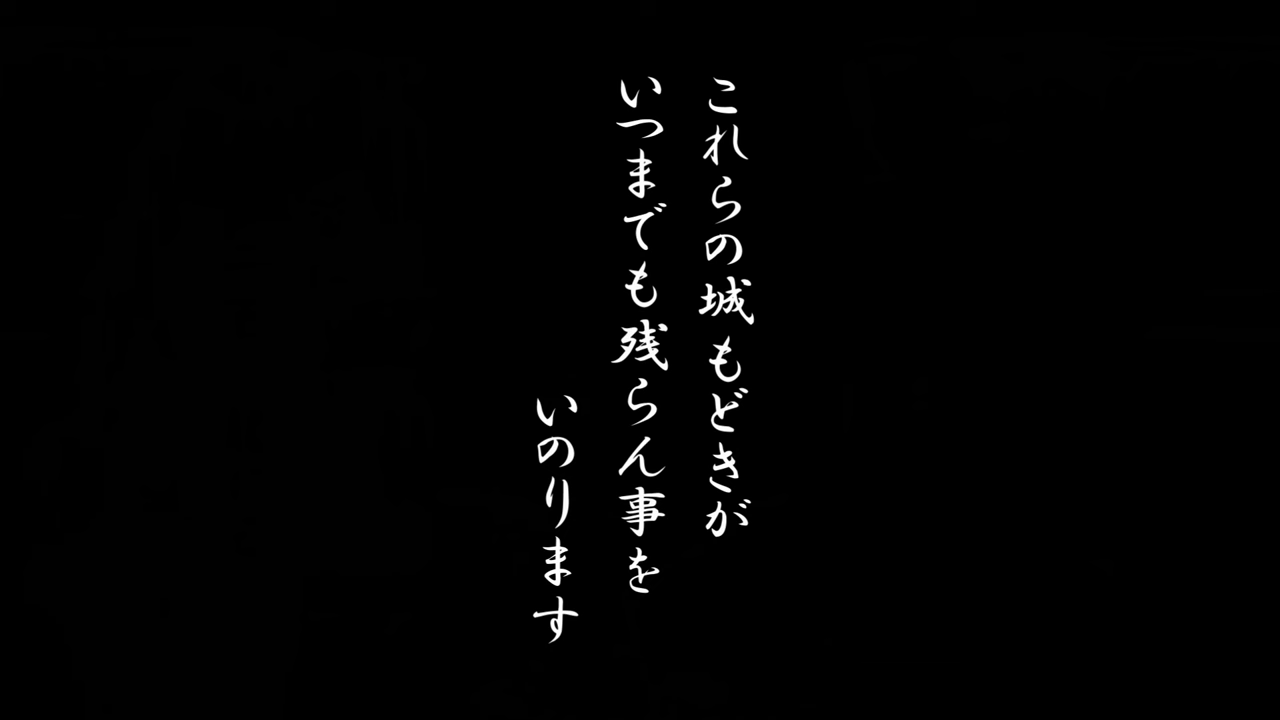 これらの城もどきが
いつまでも残らん事を
いのります